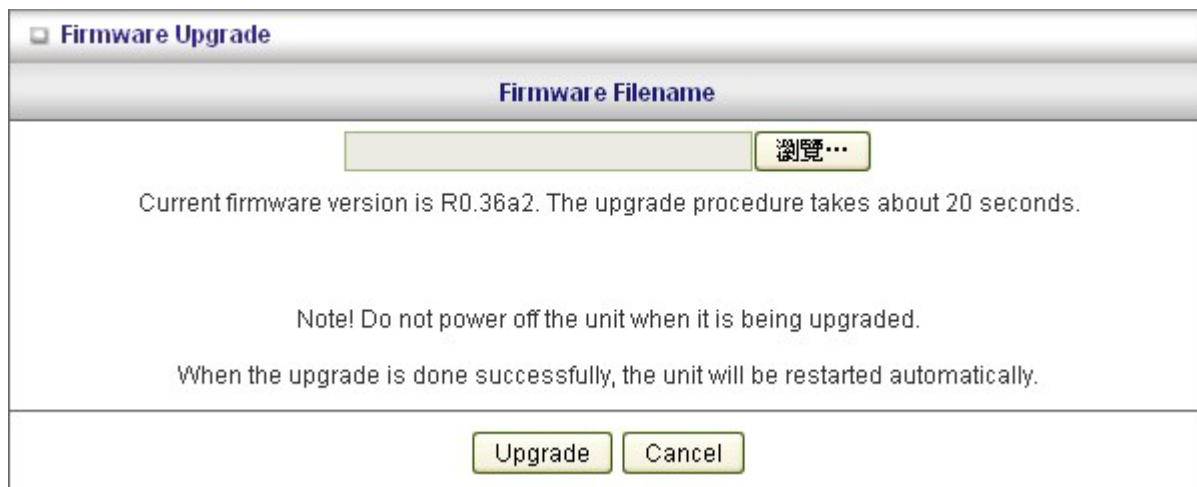 Firmware Upgrade
Firmware Filename
瀏覽…
Current firmware version is R0.36a2. The upgrade procedure takes about 20 seconds.
Note! Do not power off the unit when it is being upgraded.
When the upgrade is done successfully, the unit will be restarted automatically.
Upgrade Cancel